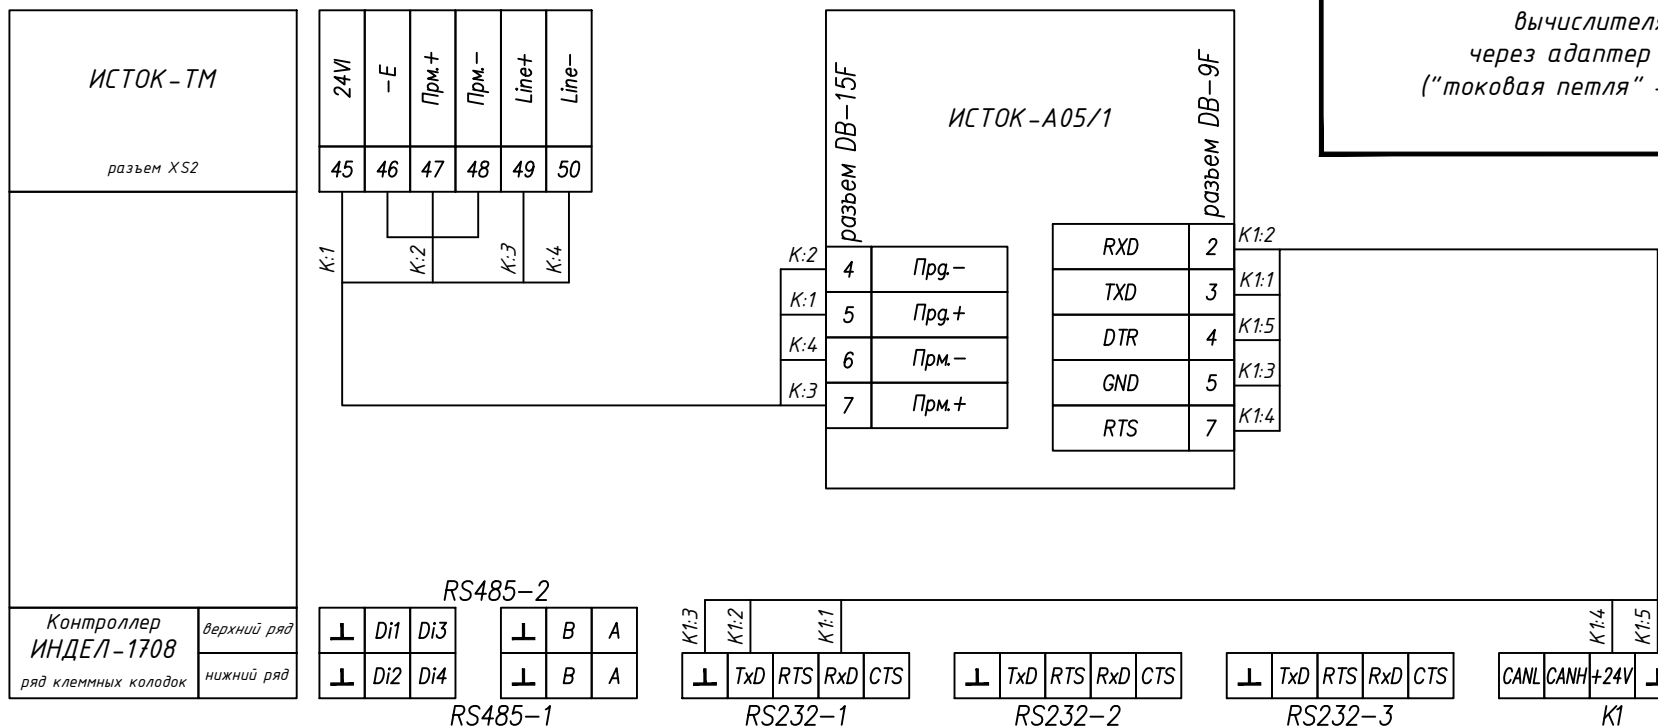 ИСТОК-ТМ
разъем XS2
24VI
-E
Прм.+
Прм.-
Line+
Line-
45 46 47 48 49 50
K:1
K:2
K:3
K:4
разъем DB-15F
ИСТОК-А05/1
разъем DB-9F
вычислителя
через адаптер
("токовая петля" -
K:2
4 Прд.-
K:1
5 Прд.+
K:4
6 Прм.-
K:3
7 Прм.+
RXD 2 K1:2
TXD 3 K1:1
DTR 4 K1:5
GND 5 K1:3
RTS 7 K1:4
Контроллер
ИНДЕЛ-1708
ряд клеммных колодок
верхний ряд
нижний ряд
RS485-2
⊥ Di1 Di3 ⊥ B A
⊥ Di2 Di4 ⊥ B A
RS485-1
K1:3
K1:2
K1:1
⊥ TxD RTS RxD CTS
RS232-1
⊥ TxD RTS RxD CTS
RS232-2
⊥ TxD RTS RxD CTS
RS232-3
K1:4
K1:5
CANL CANH +24V ⊥
K1